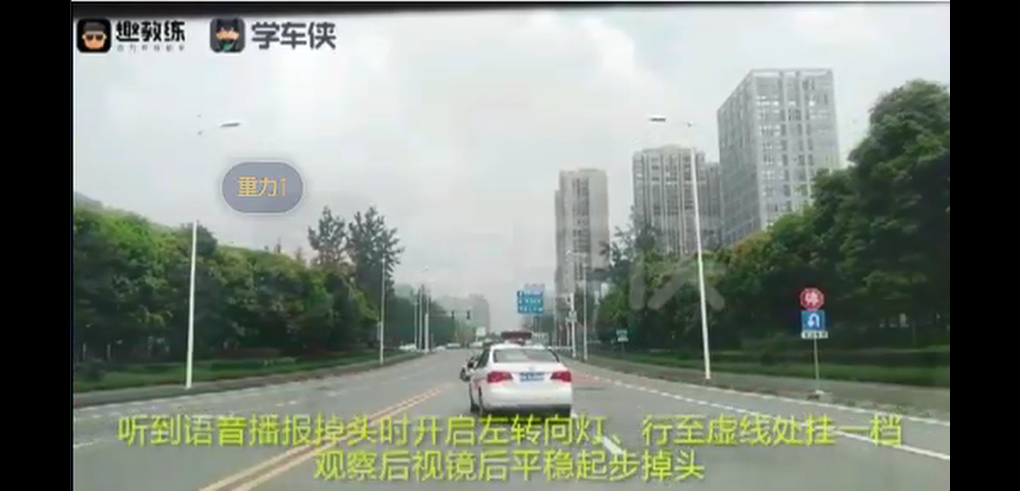 趣教练
学车侠
重力1
停
听到语音播报掉头时开启左转向灯、行至虚线处挂一档
观察后视镜后平稳起步掉头